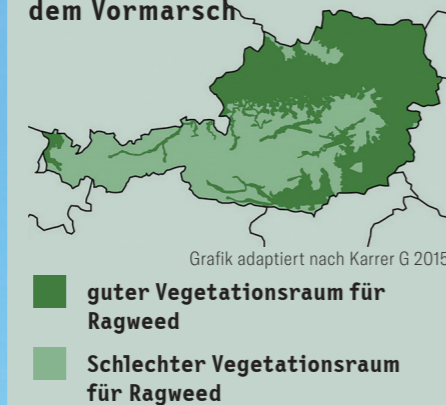 dem Vormarsch
Grafik adaptiert nach Karrer G 2015
guter Vegetationsraum für
Ragweed
Schlechter Vegetationsraum
für Ragweed